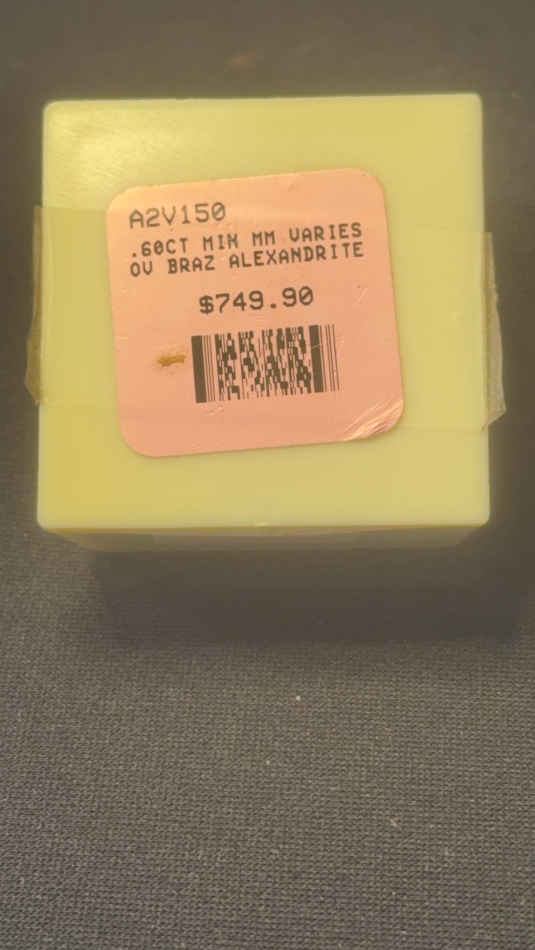 A2V150
.60CT MIN MM VARIES
OV BRAZ ALEXANDRITE
$749.90